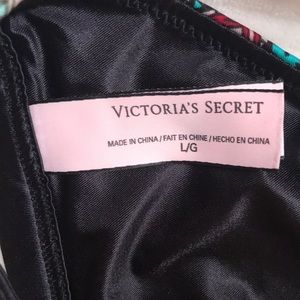 VICTORIA'S SECRET
MADE IN CHINA / FAIT EN CHINE / HECHO EN CHINA
L/G